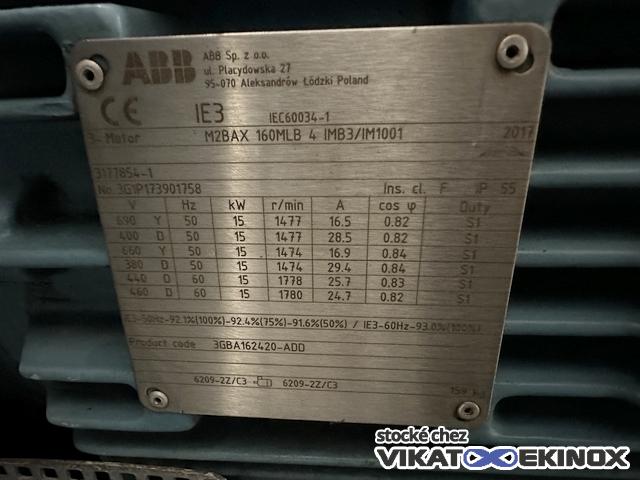 ABB ABB Sp. z o.o.
ul. Placydowska 27
95-070 Aleksandrów Łódzki Poland
CE IE3 IEC60034-1
3~ Motor M2BAX 160MLB 4 IMB3/IM1001 2017
3177854-1
No. 3G1P173901758 Ins. cl. F IP 55
V Hz kW r/min A cos φ Duty
690 Y 50 15 1477 16.5 0.82 S1
400 D 50 15 1477 28.5 0.82 S1
660 Y 50 15 1474 16.9 0.84 S1
380 D 50 15 1474 29.4 0.84 S1
440 D 60 15 1778 25.7 0.83 S1
460 D 60 15 1780 24.7 0.82 S1
IE3-50Hz-92.1%(100%)-92.4%(75%)-91.6%(50%) / IE3-60Hz-93.0%(100%)
Product code 3GBA162420-ADD
6209-2Z/C3 6209-2Z/C3 159 kg
stocké chez
VIKATOO EKINOX